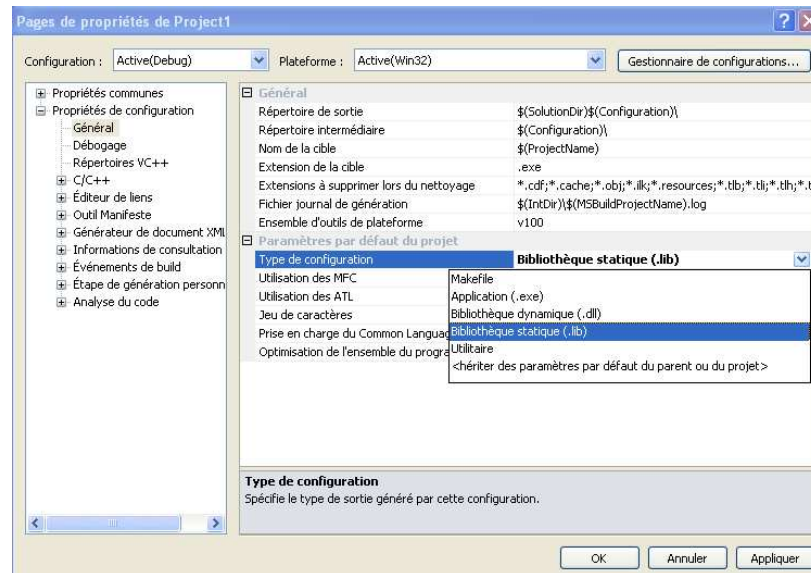 Pages de propriétés de Project1
Configuration : Active(Debug) Plateforme : Active(Win32) Gestionnaire de configurations...
Propriétés communes
Propriétés de configuration
Général
Débogage
Répertoires VC++
C/C++
Éditeur de liens
Outil Manifeste
Générateur de document XML
Informations de consultation
Événements de build
Étape de génération personn
Analyse du code
Général
Répertoire de sortie $(SolutionDir)$(Configuration)\
Répertoire intermédiaire $(Configuration)\
Nom de la cible $(ProjectName)
Extension de la cible .exe
Extensions à supprimer lors du nettoyage *.cdf;*.cache;*.obj;*.ilk;*.resources;*.tlb;*.tli;*.tlh;*.t
Fichier journal de génération $(IntDir)\$(MSBuildProjectName).log
Ensemble d'outils de plateforme v100
Paramètres par défaut du projet
Type de configuration Bibliothèque statique (.lib)
Utilisation des MFC
Utilisation des ATL
Jeu de caractères
Prise en charge du Common Languag
Optimisation de l'ensemble du progra
Makefile
Application (.exe)
Bibliothèque dynamique (.dll)
Bibliothèque statique (.lib)
Utilitaire
<hériter des paramètres par défaut du parent ou du projet>
Type de configuration
Spécifie le type de sortie généré par cette configuration.
OK Annuler Appliquer